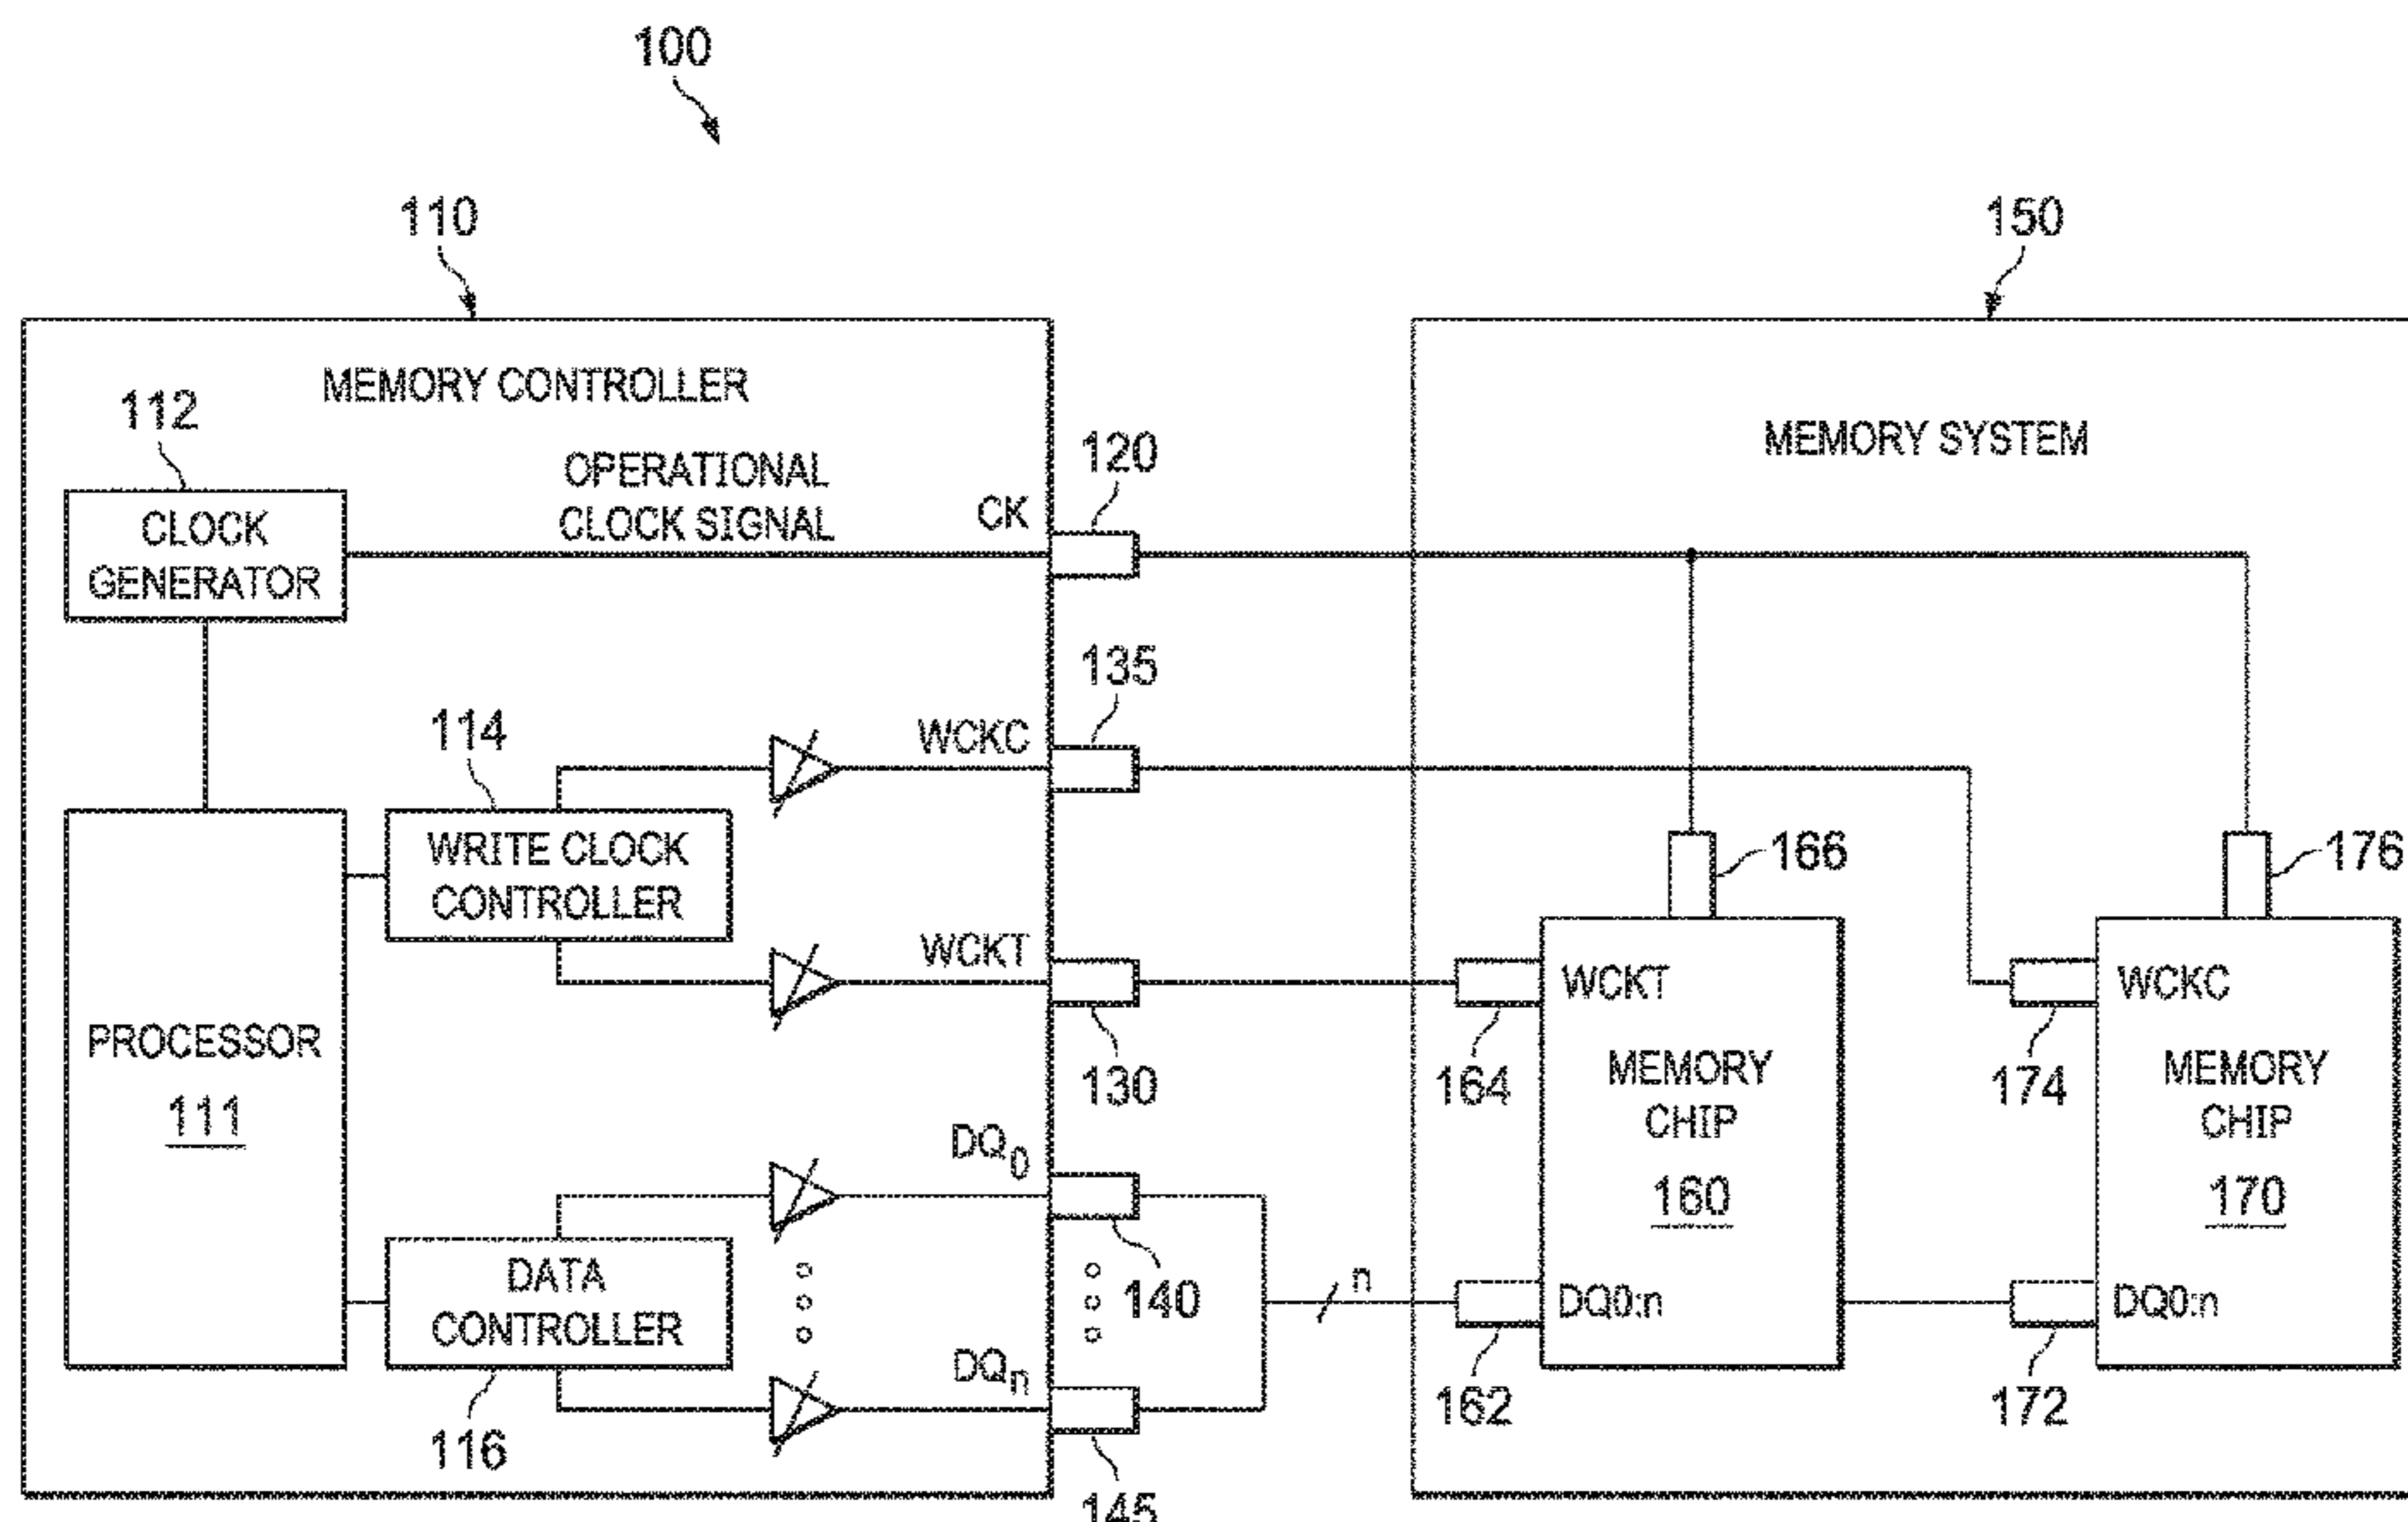 100
110
150
MEMORY CONTROLLER
112
OPERATIONAL
CLOCK SIGNAL
CK
120
MEMORY SYSTEM
CLOCK
GENERATOR
135
114
WCKC
WRITE CLOCK
CONTROLLER
166
176
WCKT
WCKT
WCKC
PROCESSOR
111
130
164
MEMORY
CHIP
160
174
MEMORY
CHIP
170
DQ0
140
DATA
CONTROLLER
n
DQ0:n
DQ0:n
DQn
116
162
172
145